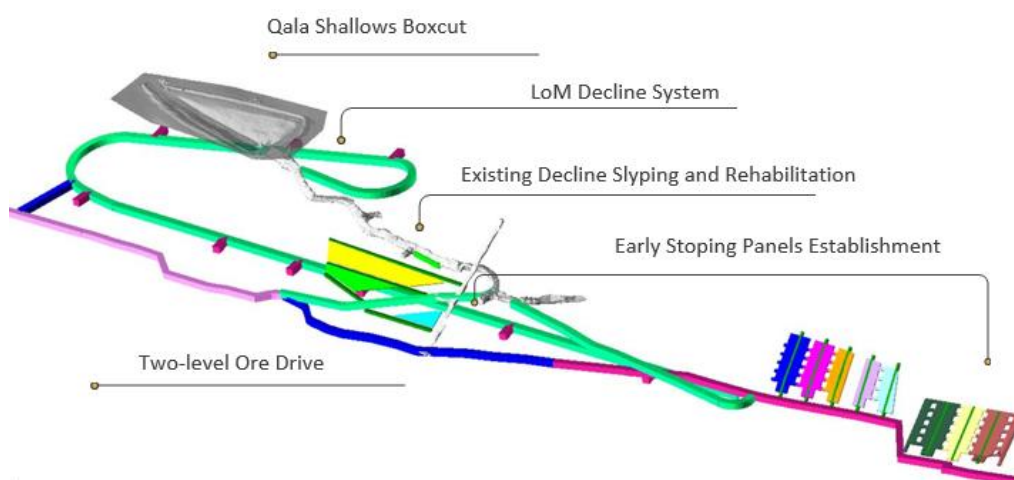 Qala Shallows Boxcut
LoM Decline System
Existing Decline Slyping and Rehabilitation
Early Stoping Panels Establishment
Two-level Ore Drive